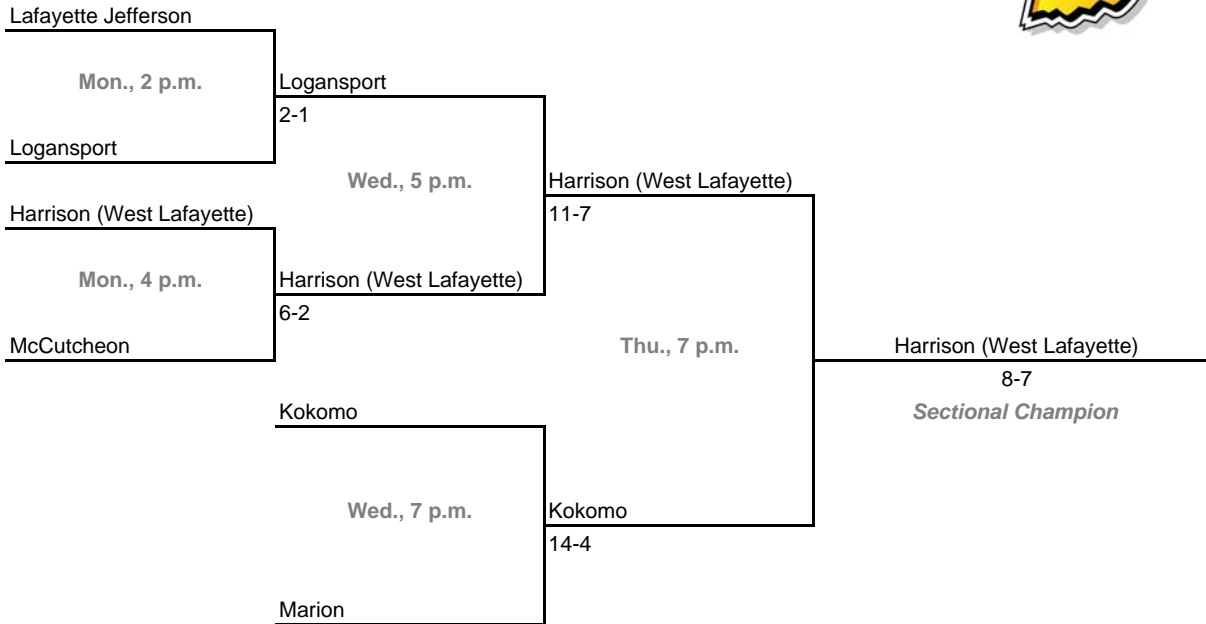 Lafayette Jefferson
Mon., 2 p.m.
Logansport
2-1
Logansport
Wed., 5 p.m.
Harrison (West Lafayette)
11-7
Harrison (West Lafayette)
Mon., 4 p.m.
Harrison (West Lafayette)
6-2
McCutcheon
Thu., 7 p.m.
Harrison (West Lafayette)
8-7
Sectional Champion
Kokomo
Wed., 7 p.m.
Kokomo
14-4
Marion